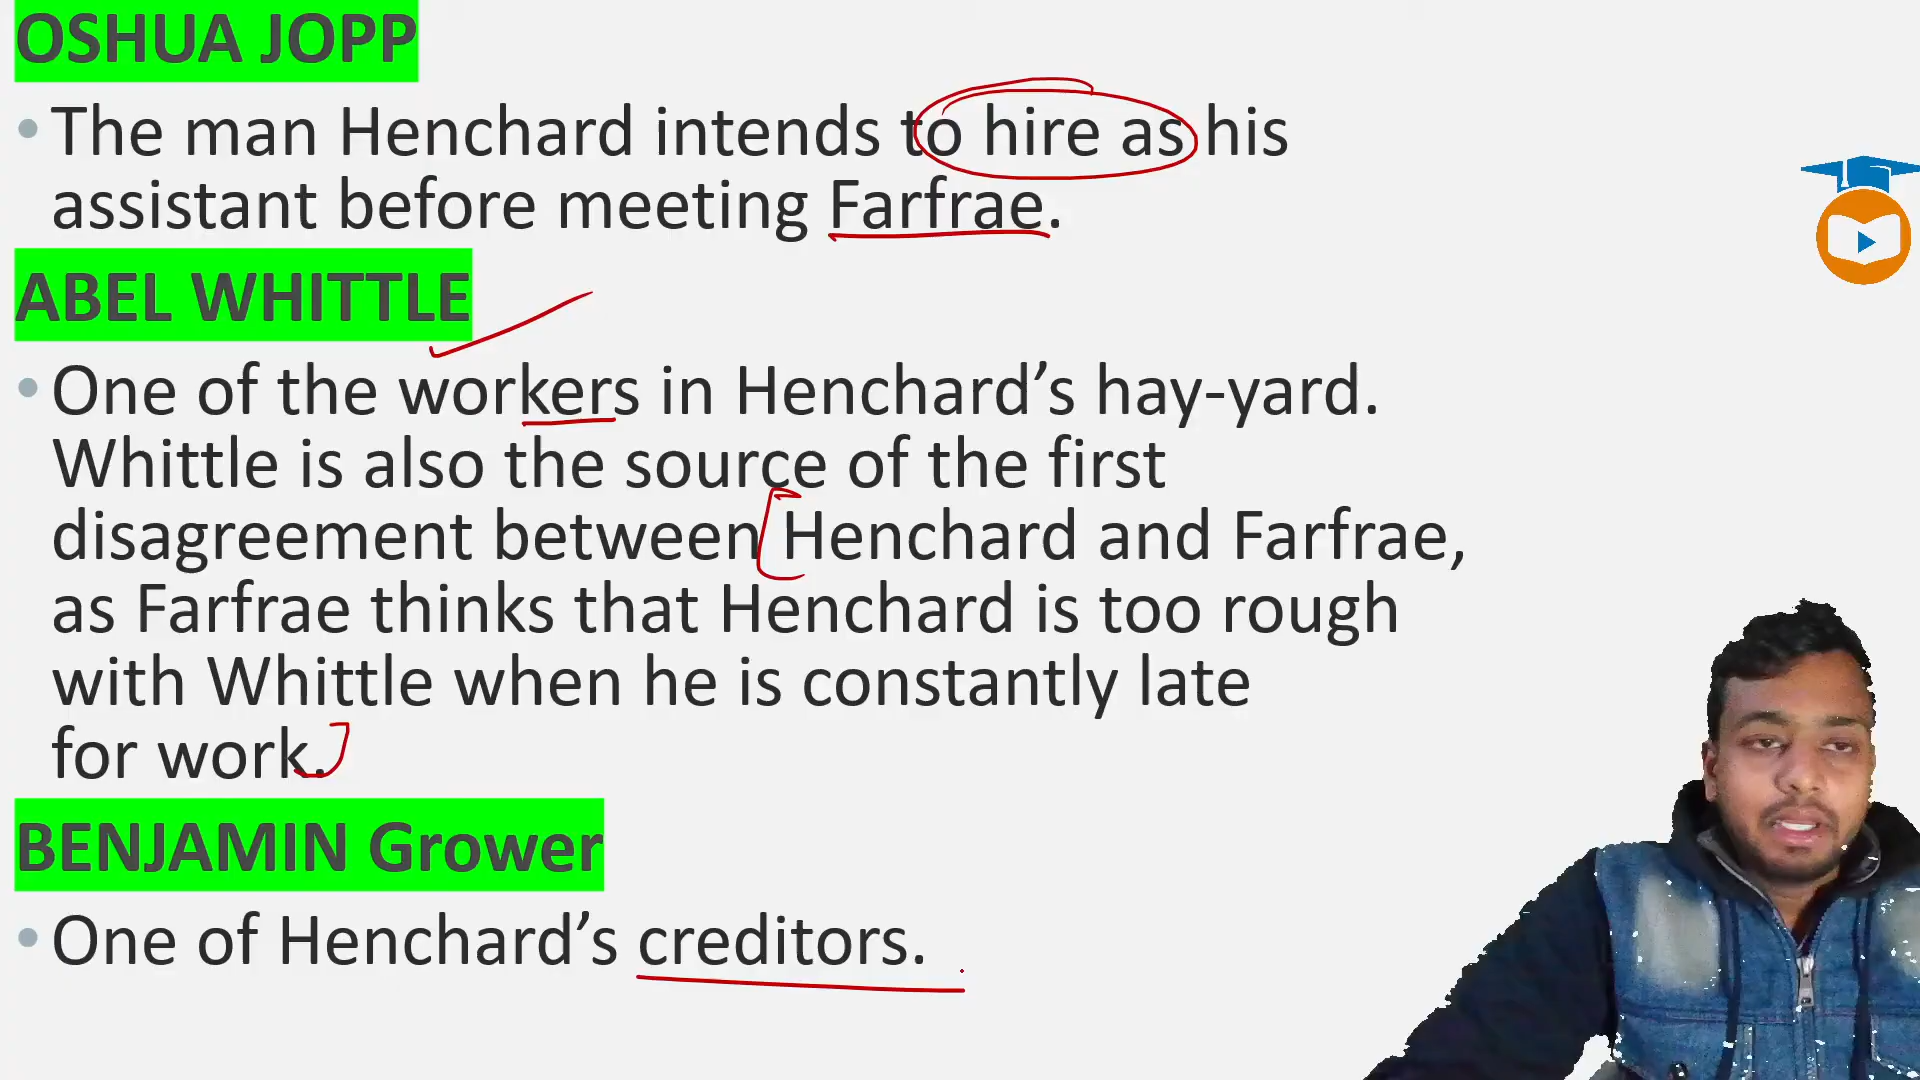 OSHUA JOPP
• The man Henchard intends to hire as his
assistant before meeting Farfrae.
ABEL WHITTLE
• One of the workers in Henchard’s hay-yard.
Whittle is also the source of the first
disagreement between Henchard and Farfrae,
as Farfrae thinks that Henchard is too rough
with Whittle when he is constantly late
for work.
BENJAMIN Grower
• One of Henchard’s creditors.